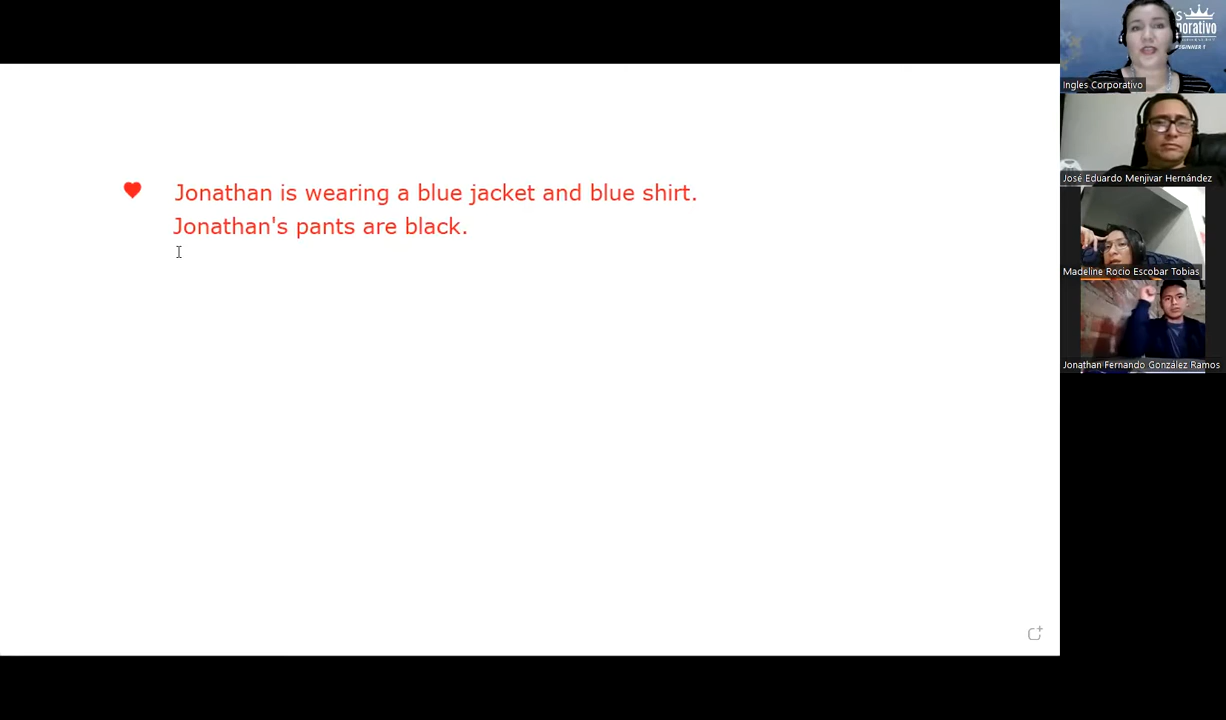 Jonathan is wearing a blue jacket and blue shirt.
Jonathan's pants are black.
Ingles Corporativo
José Eduardo Menjivar Hernández
Madeline Rocio Escobar Tobias
Jonathan Fernando González Ramos